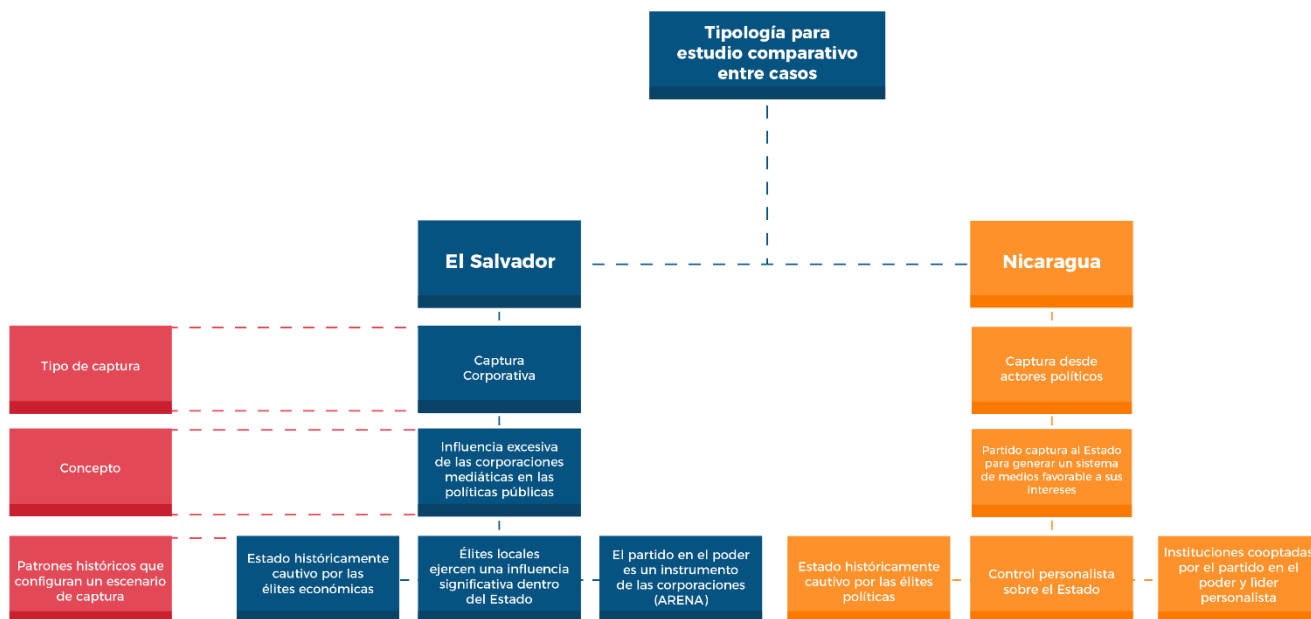 Tipología para
estudio comparativo
entre casos
El Salvador
Nicaragua
Tipo de captura
Captura
Corporativa
Captura desde
actores políticos
Concepto
Influencia excesiva
de las corporaciones
mediáticas en las
políticas públicas
Partido captura al Estado
para generar un sistema
de medios favorable a sus
intereses
Patrones históricos que
configuran un escenario
de captura
Estado históricamente
cautivo por las
élites económicas
Élites locales
ejercen una influencia
significativa dentro
del Estado
El partido en el poder
es un instrumento
de las corporaciones
(ARENA)
Estado históricamente
cautivo por las élites
políticas
Control personalista
sobre el Estado
Instituciones cooptadas
por el partido en el
poder y lider
personalista